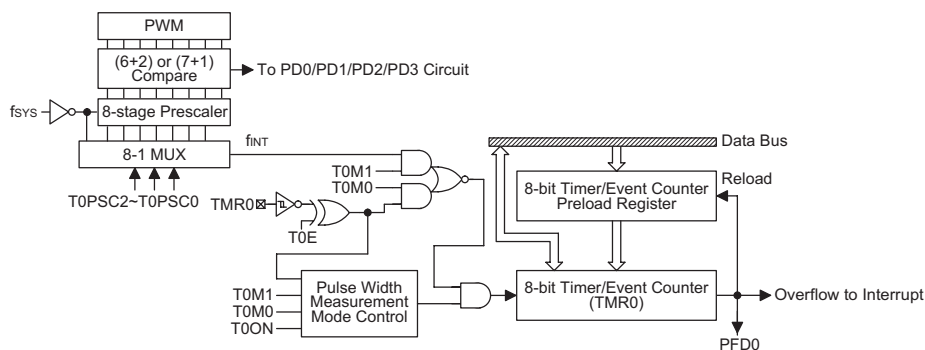 PWM
(6+2) or (7+1)
Compare
To PD0/PD1/PD2/PD3 Circuit
fSYS
8-stage Prescaler
8-1 MUX
fINT
T0PSC2~T0PSC0
T0M1
T0M0
TMR0
T0E
Data Bus
8-bit Timer/Event Counter
Preload Register
Reload
T0M1
T0M0
T0ON
Pulse Width
Measurement
Mode Control
8-bit Timer/Event Counter
(TMR0)
Overflow to Interrupt
PFD0